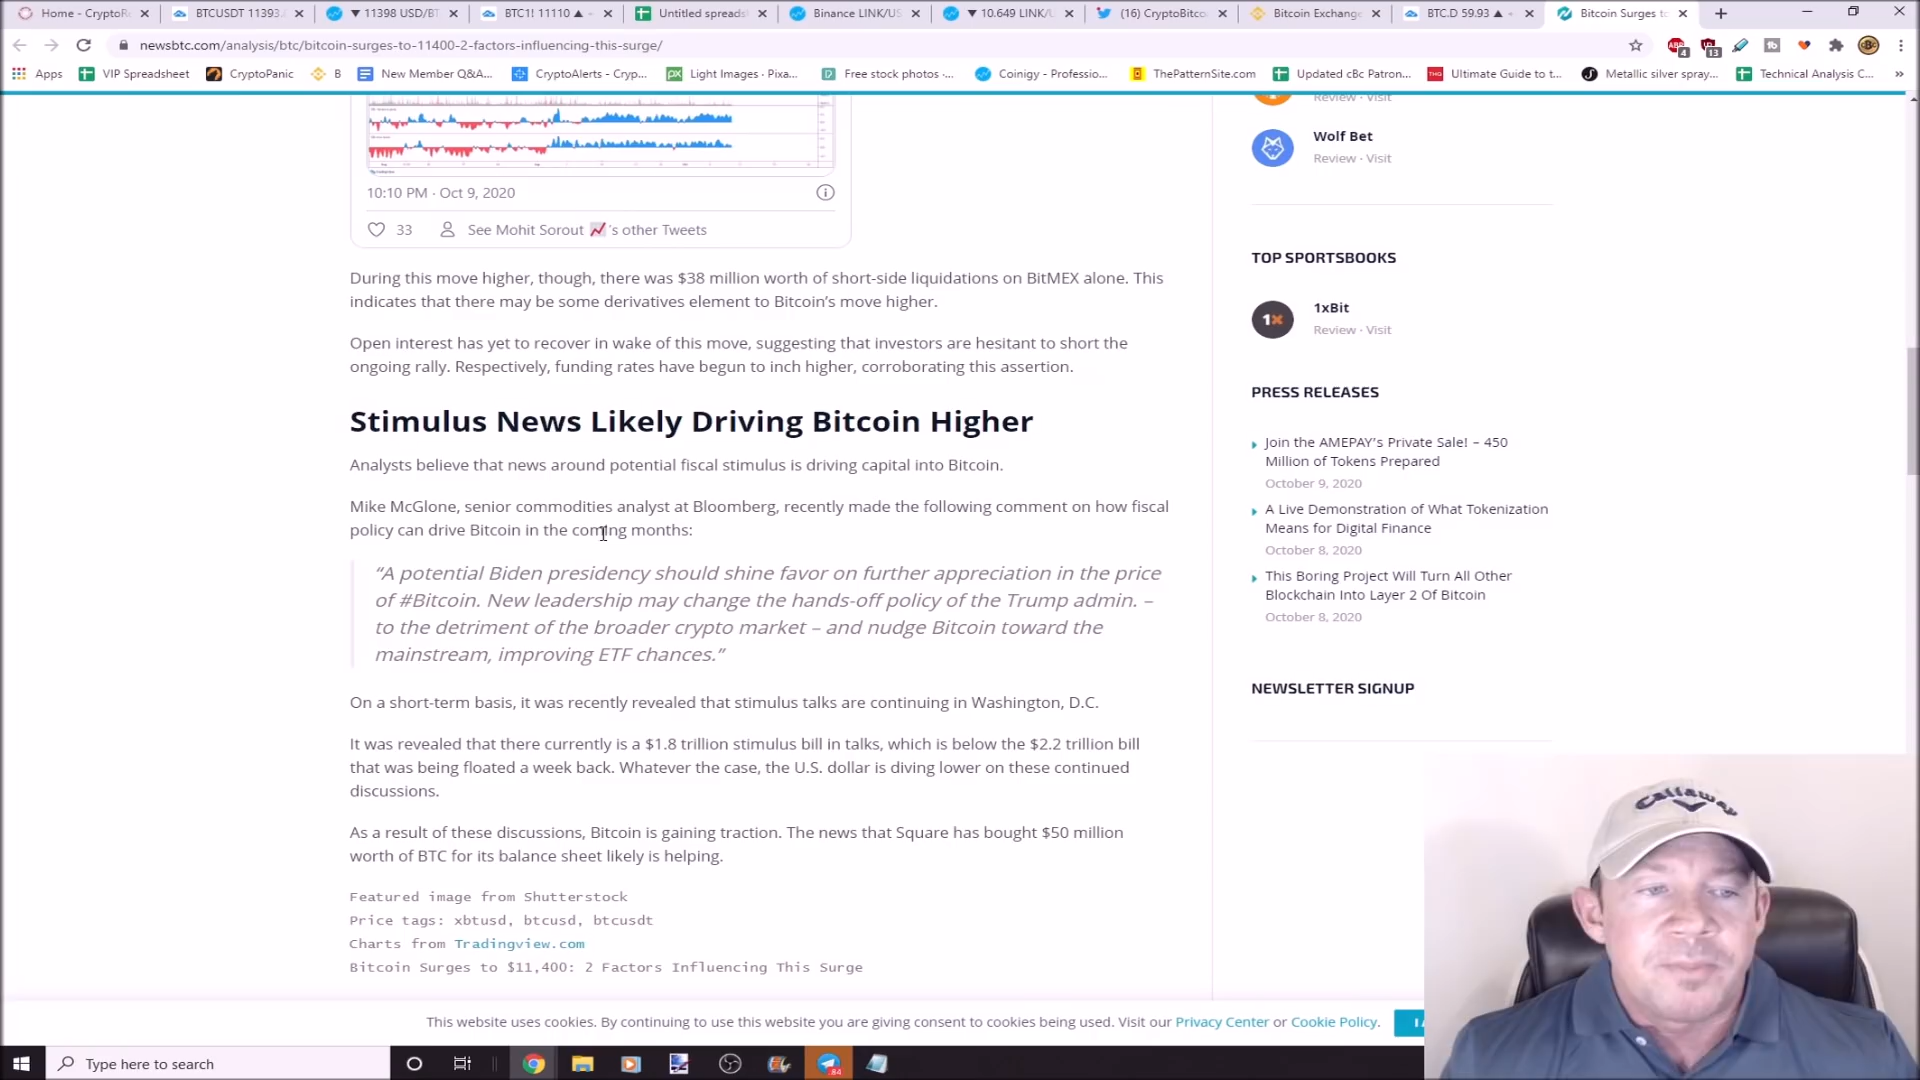 Home - CryptoR
BTCUSDT 11393.
▼ 11398 USD/BT
BTC1! 11110 ▲
Untitled spreads
Binance LINK/US
▼ 10.649 LINK/U
(16) CryptoBitco
Bitcoin Exchange
BTC.D 59.93 ▲
Bitcoin Surges to
newsbtc.com/analysis/btc/bitcoin-surges-to-11400-2-factors-influencing-this-surge/
4
13
Apps
VIP Spreadsheet
CryptoPanic
B
New Member Q&A...
CryptoAlerts - Cryp...
Light Images · Pixa...
Free stock photos ·...
Coinigy - Professio...
ThePatternSite.com
Updated cBc Patron...
Ultimate Guide to t...
Metallic silver spray...
Technical Analysis C...
»
10:10 PM · Oct 9, 2020
33 See Mohit Sorout 📈's other Tweets
During this move higher, though, there was $38 million worth of short-side liquidations on BitMEX alone. This
indicates that there may be some derivatives element to Bitcoin's move higher.
Open interest has yet to recover in wake of this move, suggesting that investors are hesitant to short the
ongoing rally. Respectively, funding rates have begun to inch higher, corroborating this assertion.
Stimulus News Likely Driving Bitcoin Higher
Analysts believe that news around potential fiscal stimulus is driving capital into Bitcoin.
Mike McGlone, senior commodities analyst at Bloomberg, recently made the following comment on how fiscal
policy can drive Bitcoin in the coming months:
“A potential Biden presidency should shine favor on further appreciation in the price
of #Bitcoin. New leadership may change the hands-off policy of the Trump admin. –
to the detriment of the broader crypto market – and nudge Bitcoin toward the
mainstream, improving ETF chances.”
On a short-term basis, it was recently revealed that stimulus talks are continuing in Washington, D.C.
It was revealed that there currently is a $1.8 trillion stimulus bill in talks, which is below the $2.2 trillion bill
that was being floated a week back. Whatever the case, the U.S. dollar is diving lower on these continued
discussions.
As a result of these discussions, Bitcoin is gaining traction. The news that Square has bought $50 million
worth of BTC for its balance sheet likely is helping.
Featured image from Shutterstock
Price tags: xbtusd, btcusd, btcusdt
Charts from Tradingview.com
Bitcoin Surges to $11,400: 2 Factors Influencing This Surge
Review · Visit
Wolf Bet
Review · Visit
TOP SPORTSBOOKS
1x
1xBit
Review · Visit
PRESS RELEASES
Join the AMEPAY's Private Sale! – 450
Million of Tokens Prepared
October 9, 2020
A Live Demonstration of What Tokenization
Means for Digital Finance
October 8, 2020
This Boring Project Will Turn All Other
Blockchain Into Layer 2 Of Bitcoin
October 8, 2020
NEWSLETTER SIGNUP
Callaway
This website uses cookies. By continuing to use this website you are giving consent to cookies being used. Visit our Privacy Center or Cookie Policy.
Type here to search
84